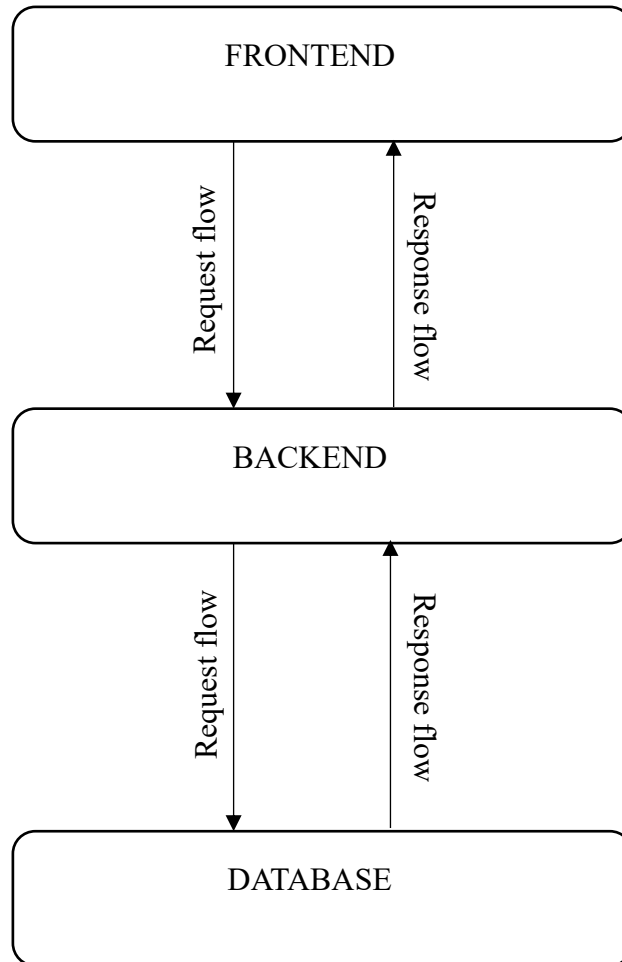 FRONTEND
Request flow
Response flow
BACKEND
Request flow
Response flow
DATABASE